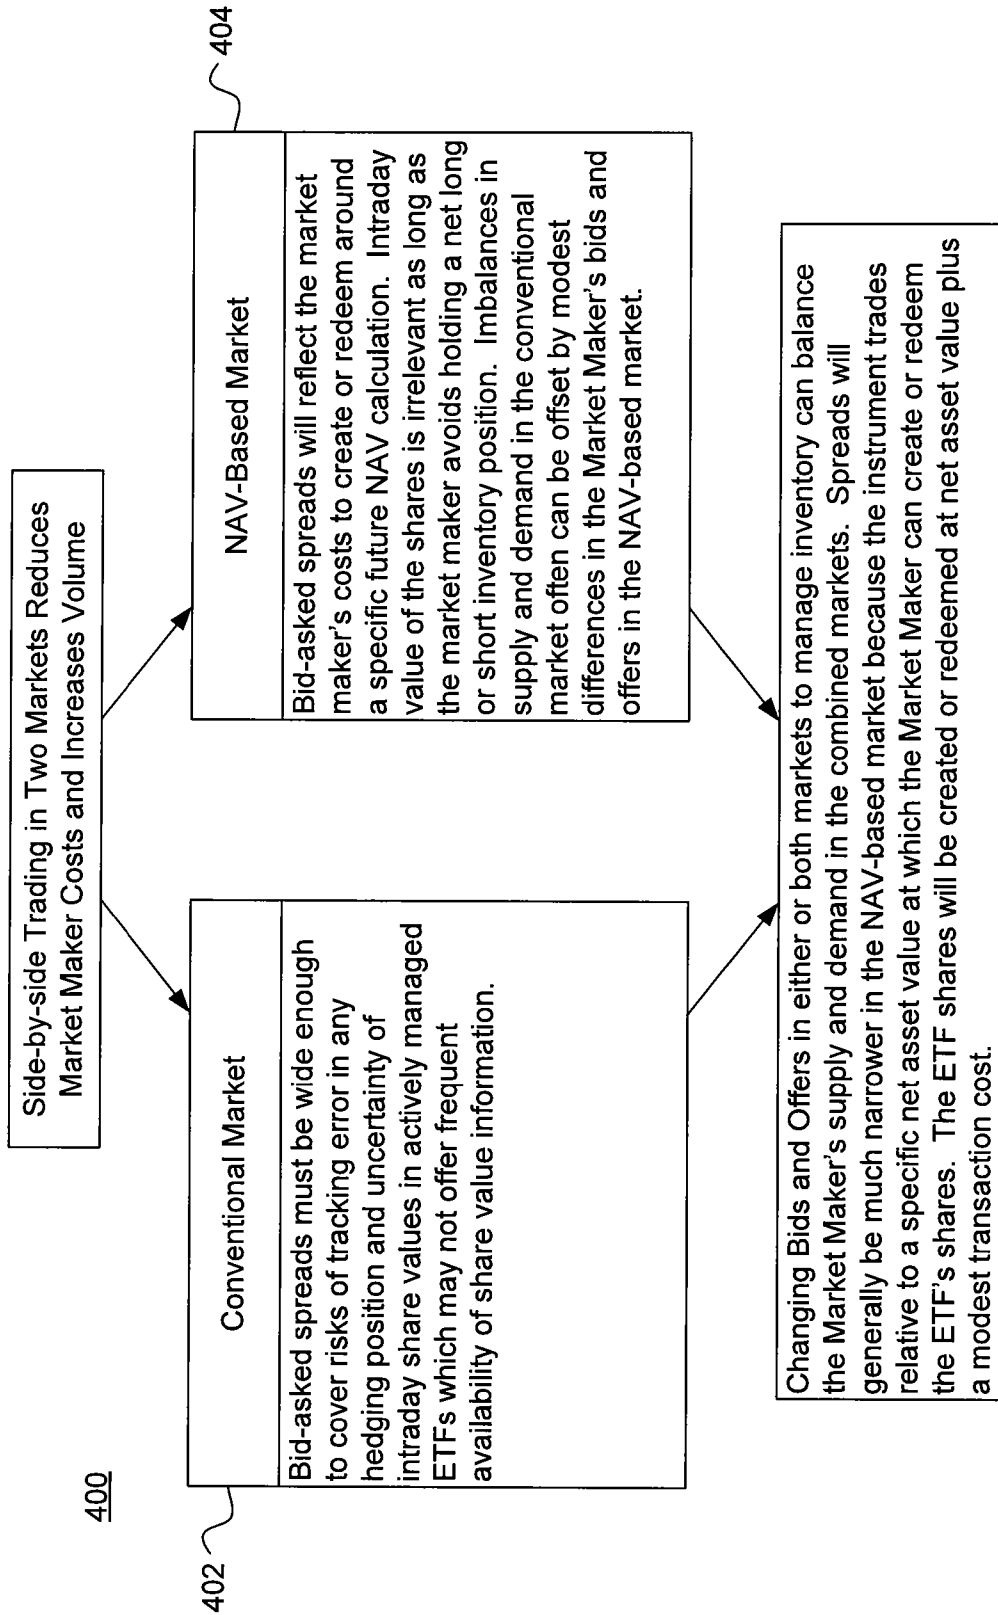 400
Side-by-side Trading in Two Markets Reduces
Market Maker Costs and Increases Volume
402
Conventional Market
Bid-asked spreads must be wide enough
to cover risks of tracking error in any
hedging position and uncertainty of
intraday share values in actively managed
ETFs which may not offer frequent
availability of share value information.
404
NAV-Based Market
Bid-asked spreads will reflect the market
maker's costs to create or redeem around
a specific future NAV calculation. Intraday
value of the shares is irrelevant as long as
the market maker avoids holding a net long
or short inventory position. Imbalances in
supply and demand in the conventional
market often can be offset by modest
differences in the Market Maker's bids and
offers in the NAV-based market.
Changing Bids and Offers in either or both markets to manage inventory can balance
the Market Maker's supply and demand in the combined markets. Spreads will
generally be much narrower in the NAV-based market because the instrument trades
relative to a specific net asset value at which the Market Maker can create or redeem
the ETF's shares. The ETF shares will be created or redeemed at net asset value plus
a modest transaction cost.